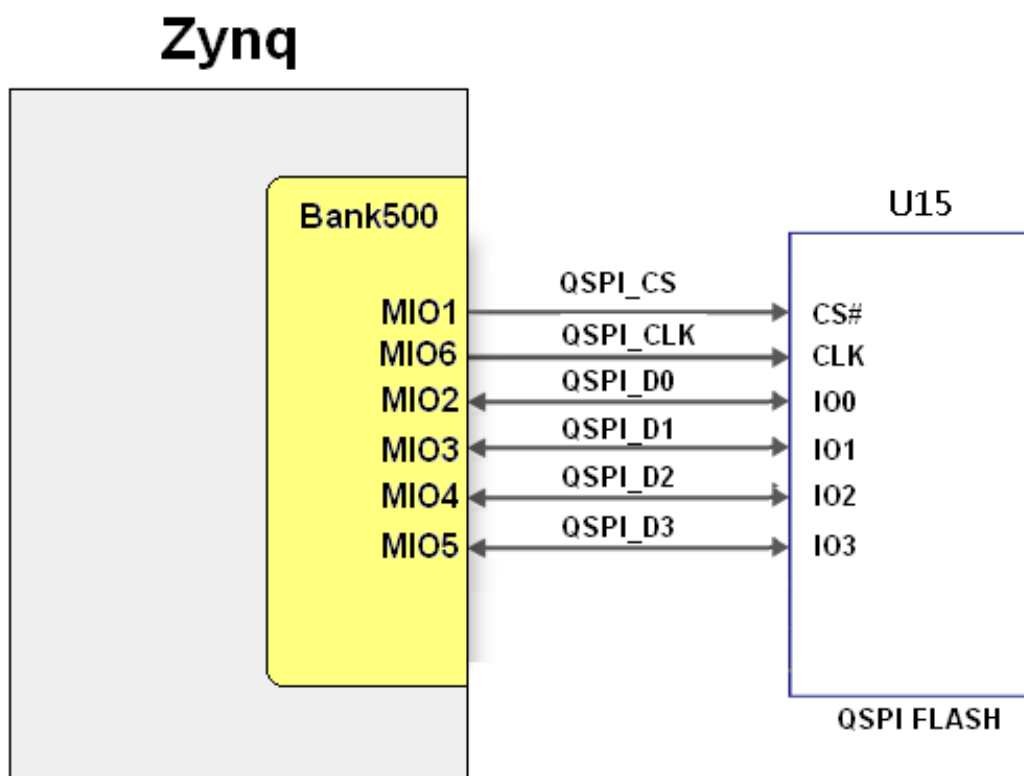 Zynq
Bank500
U15
MIO1 QSPI_CS CS#
MIO6 QSPI_CLK CLK
MIO2 QSPI_D0 IO0
MIO3 QSPI_D1 IO1
MIO4 QSPI_D2 IO2
MIO5 QSPI_D3 IO3
QSPI FLASH